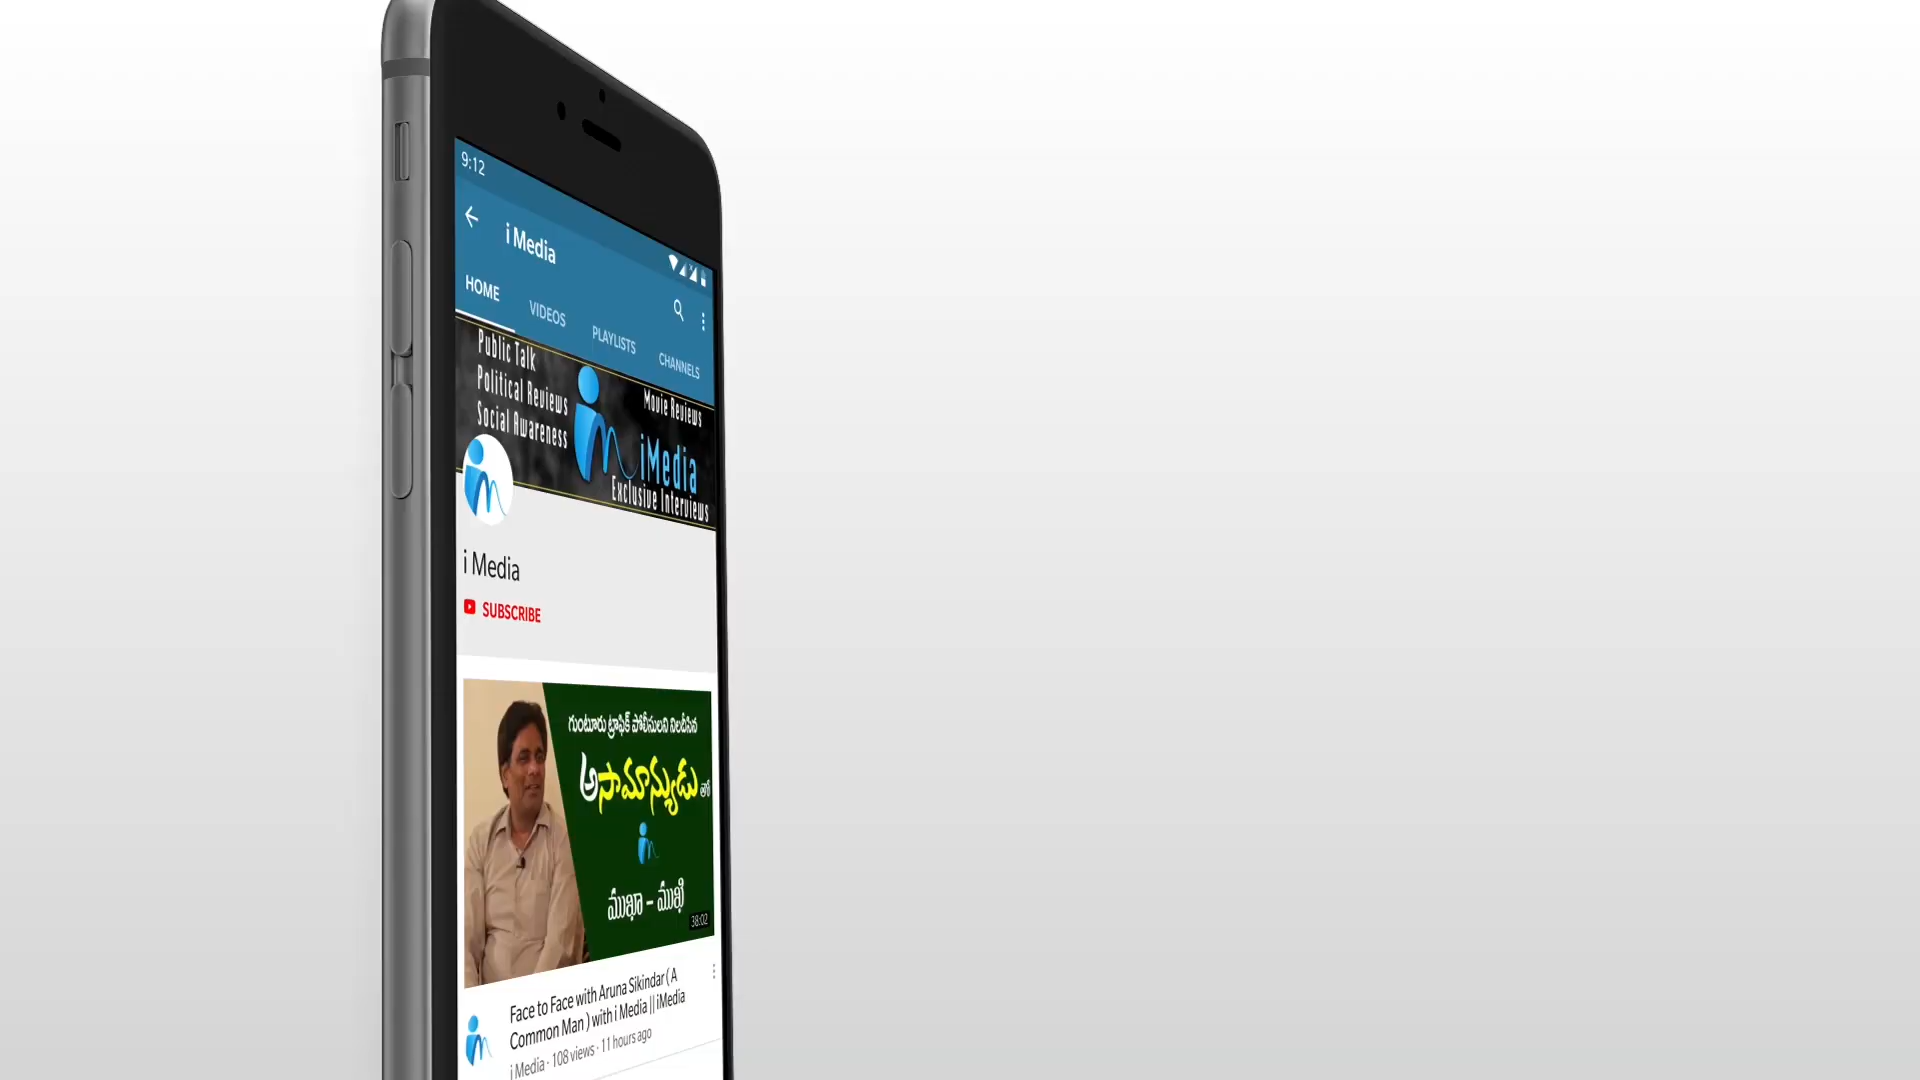 9:12
i Media
HOME VIDEOS PLAYLISTS CHANNELS
Public Talk
Political Reviews
Social Awareness
Movie Reviews
iMedia
Exclusive Interviews
i Media
SUBSCRIBE
గుంటూరు ట్రాఫిక్ పోలీసులని నిలదీసిన
అసామాన్యుడు తో
ముఖా - ముఖి
38:02
Face to Face with Aruna Sikindar ( A
Common Man ) with i Media || iMedia
i Media · 108 views · 11 hours ago